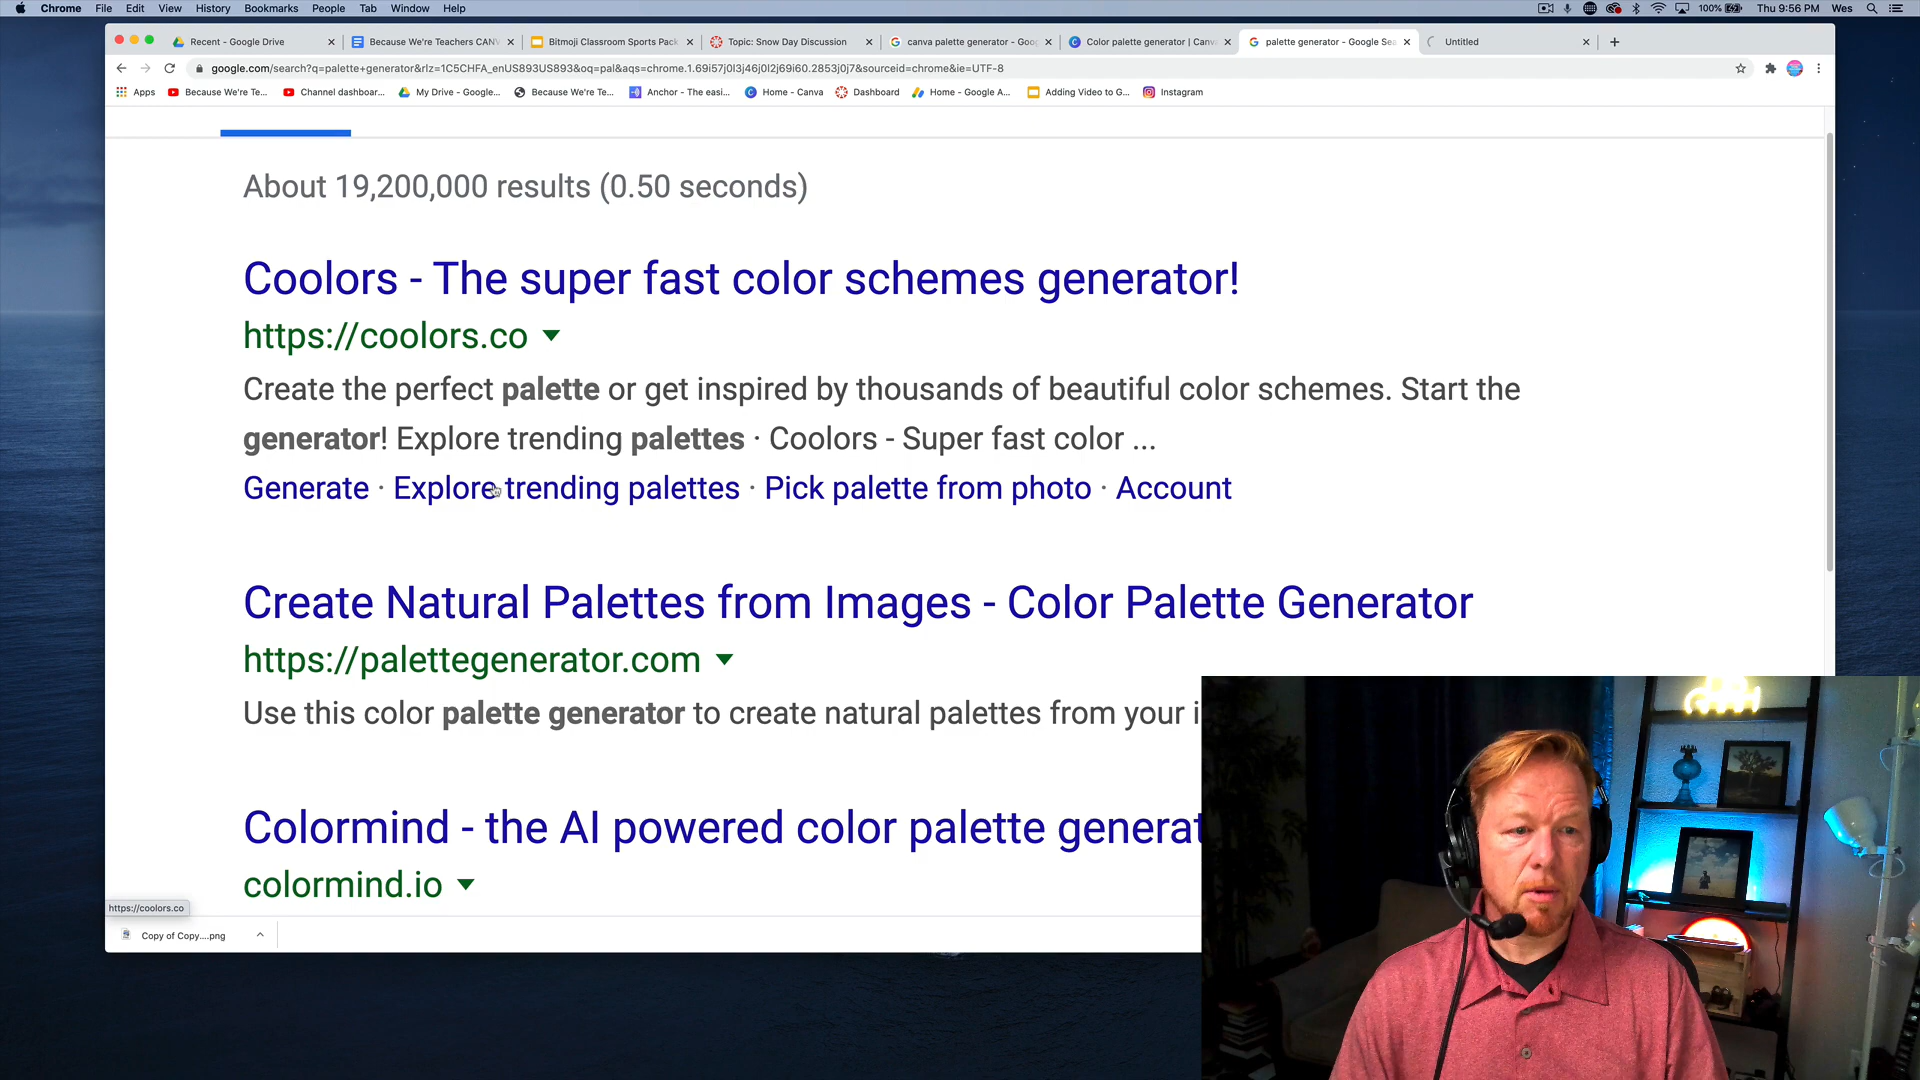 Chrome File Edit View History Bookmarks People Tab Window Help 100% Thu 9:56 PM Wes
Recent - Google Drive Because We're Teachers CANV Bitmoji Classroom Sports Pack Topic: Snow Day Discussion canva palette generator - Goog Color palette generator | Canva palette generator - Google Sea Untitled
google.com/search?q=palette+generator&rlz=1C5CHFA_enUS893US893&oq=pal&aqs=chrome.1.69i57j0l3j46j0l2j69i60.2853j0j7&sourceid=chrome&ie=UTF-8
Apps Because We're Te... Channel dashboar... My Drive - Google... Because We're Te... Anchor - The easi... Home - Canva Dashboard Home - Google A... Adding Video to G... Instagram
About 19,200,000 results (0.50 seconds)
Coolors - The super fast color schemes generator!
https://coolors.co
Create the perfect palette or get inspired by thousands of beautiful color schemes. Start the
generator! Explore trending palettes · Coolors - Super fast color ...
Generate · Explore trending palettes · Pick palette from photo · Account
Create Natural Palettes from Images - Color Palette Generator
https://palettegenerator.com
Use this color palette generator to create natural palettes from your i
Colormind - the AI powered color palette generat
colormind.io
https://coolors.co
Copy of Copy....png